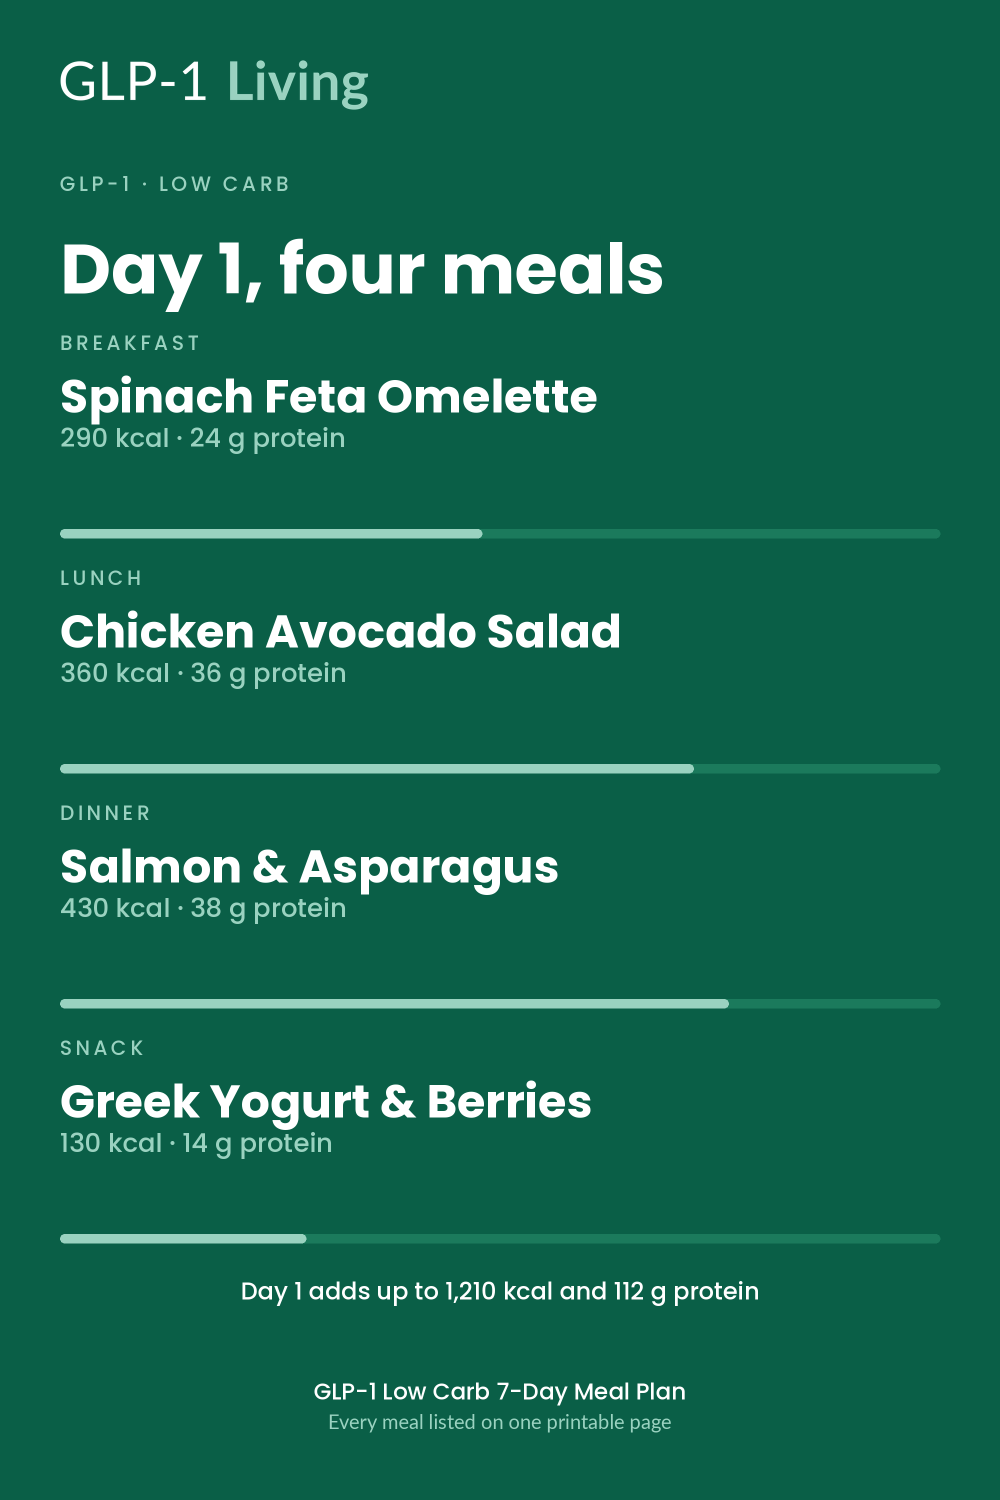 GLP-1 Living
GLP-1 · LOW CARB
Day 1, four meals
BREAKFAST
Spinach Feta Omelette
290 kcal · 24 g protein
LUNCH
Chicken Avocado Salad
360 kcal · 36 g protein
DINNER
Salmon & Asparagus
430 kcal · 38 g protein
SNACK
Greek Yogurt & Berries
130 kcal · 14 g protein
Day 1 adds up to 1,210 kcal and 112 g protein
GLP-1 Low Carb 7-Day Meal Plan
Every meal listed on one printable page